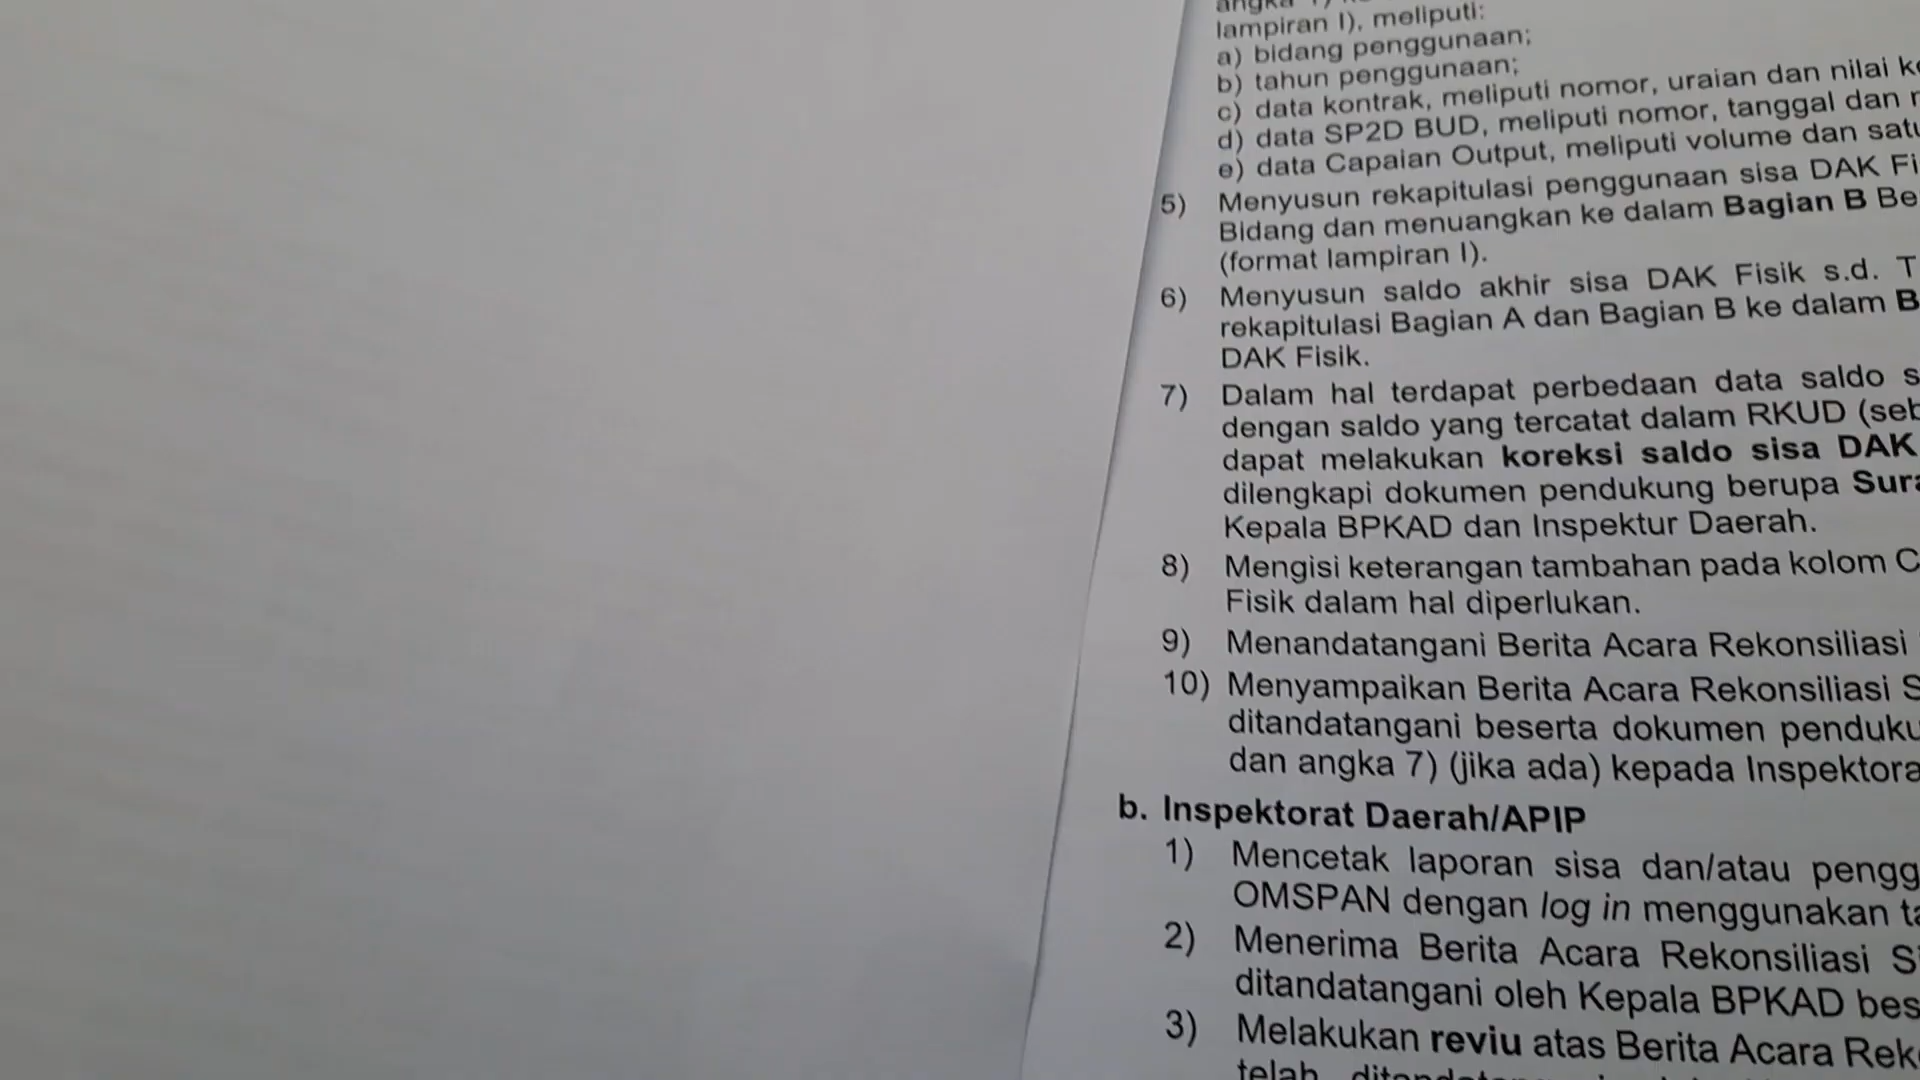 lampiran I), meliputi:
a) bidang penggunaan;
b) tahun penggunaan;
c) data kontrak, meliputi nomor, uraian dan nilai
d) data SP2D BUD, meliputi nomor, tanggal dan
e) data Capaian Output, meliputi volume dan
5) Menyusun rekapitulasi penggunaan sisa DAK
Bidang dan menuangkan ke dalam Bagian B
(format lampiran I).
6) Menyusun saldo akhir sisa DAK Fisik s.d.
rekapitulasi Bagian A dan Bagian B ke dalam
DAK Fisik.
7) Dalam hal terdapat perbedaan data saldo
dengan saldo yang tercatat dalam RKUD
dapat melakukan koreksi saldo sisa DAK
dilengkapi dokumen pendukung berupa
Kepala BPKAD dan Inspektur Daerah.
8) Mengisi keterangan tambahan pada kolom
Fisik dalam hal diperlukan.
9) Menandatangani Berita Acara Rekonsiliasi
10) Menyampaikan Berita Acara Rekonsiliasi
ditandatangani beserta dokumen
dan angka 7) (jika ada) kepada
b. Inspektorat Daerah/APIP
1) Mencetak laporan sisa dan/atau
OMSPAN dengan log in menggunakan
2) Menerima Berita Acara Rekonsiliasi
ditandatangani oleh Kepala BPKAD
3) Melakukan reviu atas Berita Acara
telah